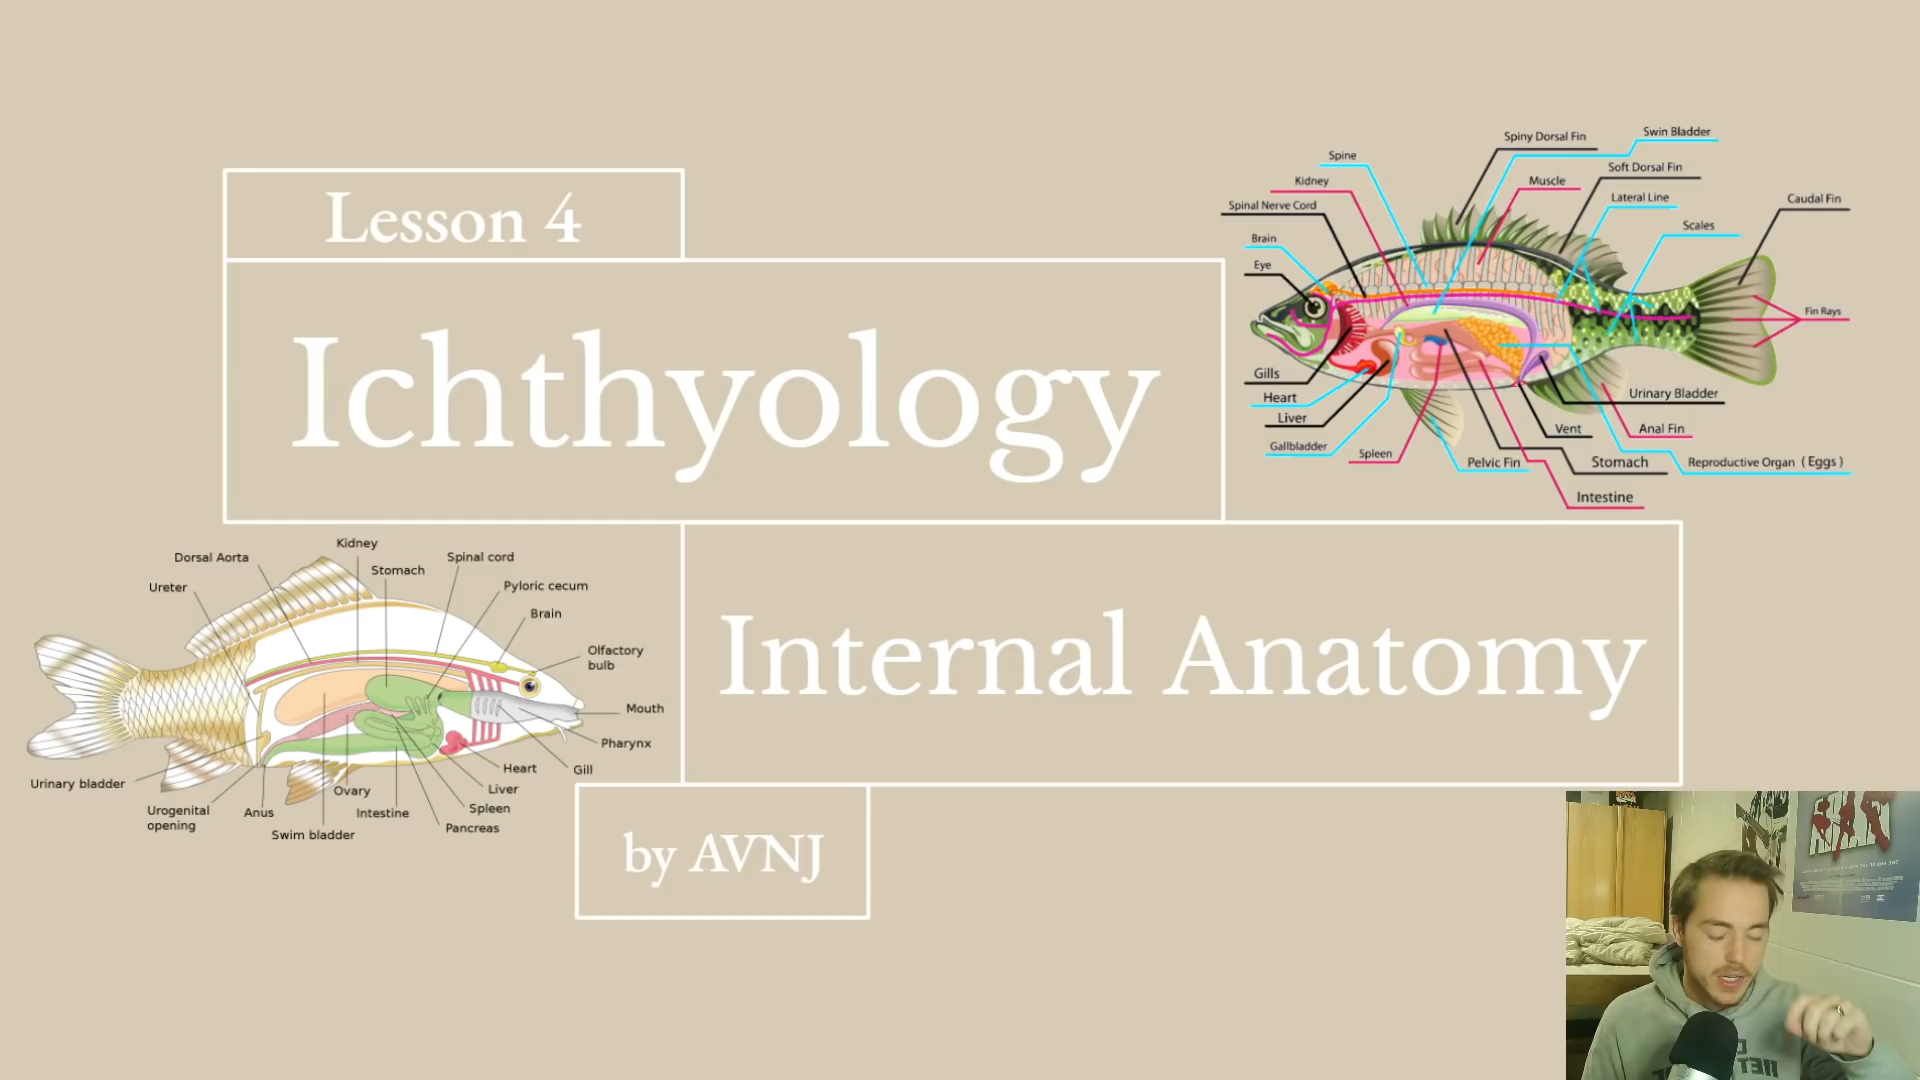 Lesson 4
Ichthyology
Internal Anatomy
by AVNJ
Spiny Dorsal Fin
Swin Bladder
Spine
Soft Dorsal Fin
Kidney
Muscle
Lateral Line
Caudal Fin
Spinal Nerve Cord
Scales
Brain
Eye
Fin Rays
Gills
Heart
Liver
Gallbladder
Spleen
Pelvic Fin
Vent
Urinary Bladder
Anal Fin
Stomach
Reproductive Organ ( Eggs )
Intestine
Kidney
Dorsal Aorta
Spinal cord
Stomach
Ureter
Pyloric cecum
Brain
Olfactory
bulb
Mouth
Pharynx
Heart
Gill
Urinary bladder
Liver
Ovary
Urogenital
opening
Anus
Intestine
Spleen
Swim bladder
Pancreas